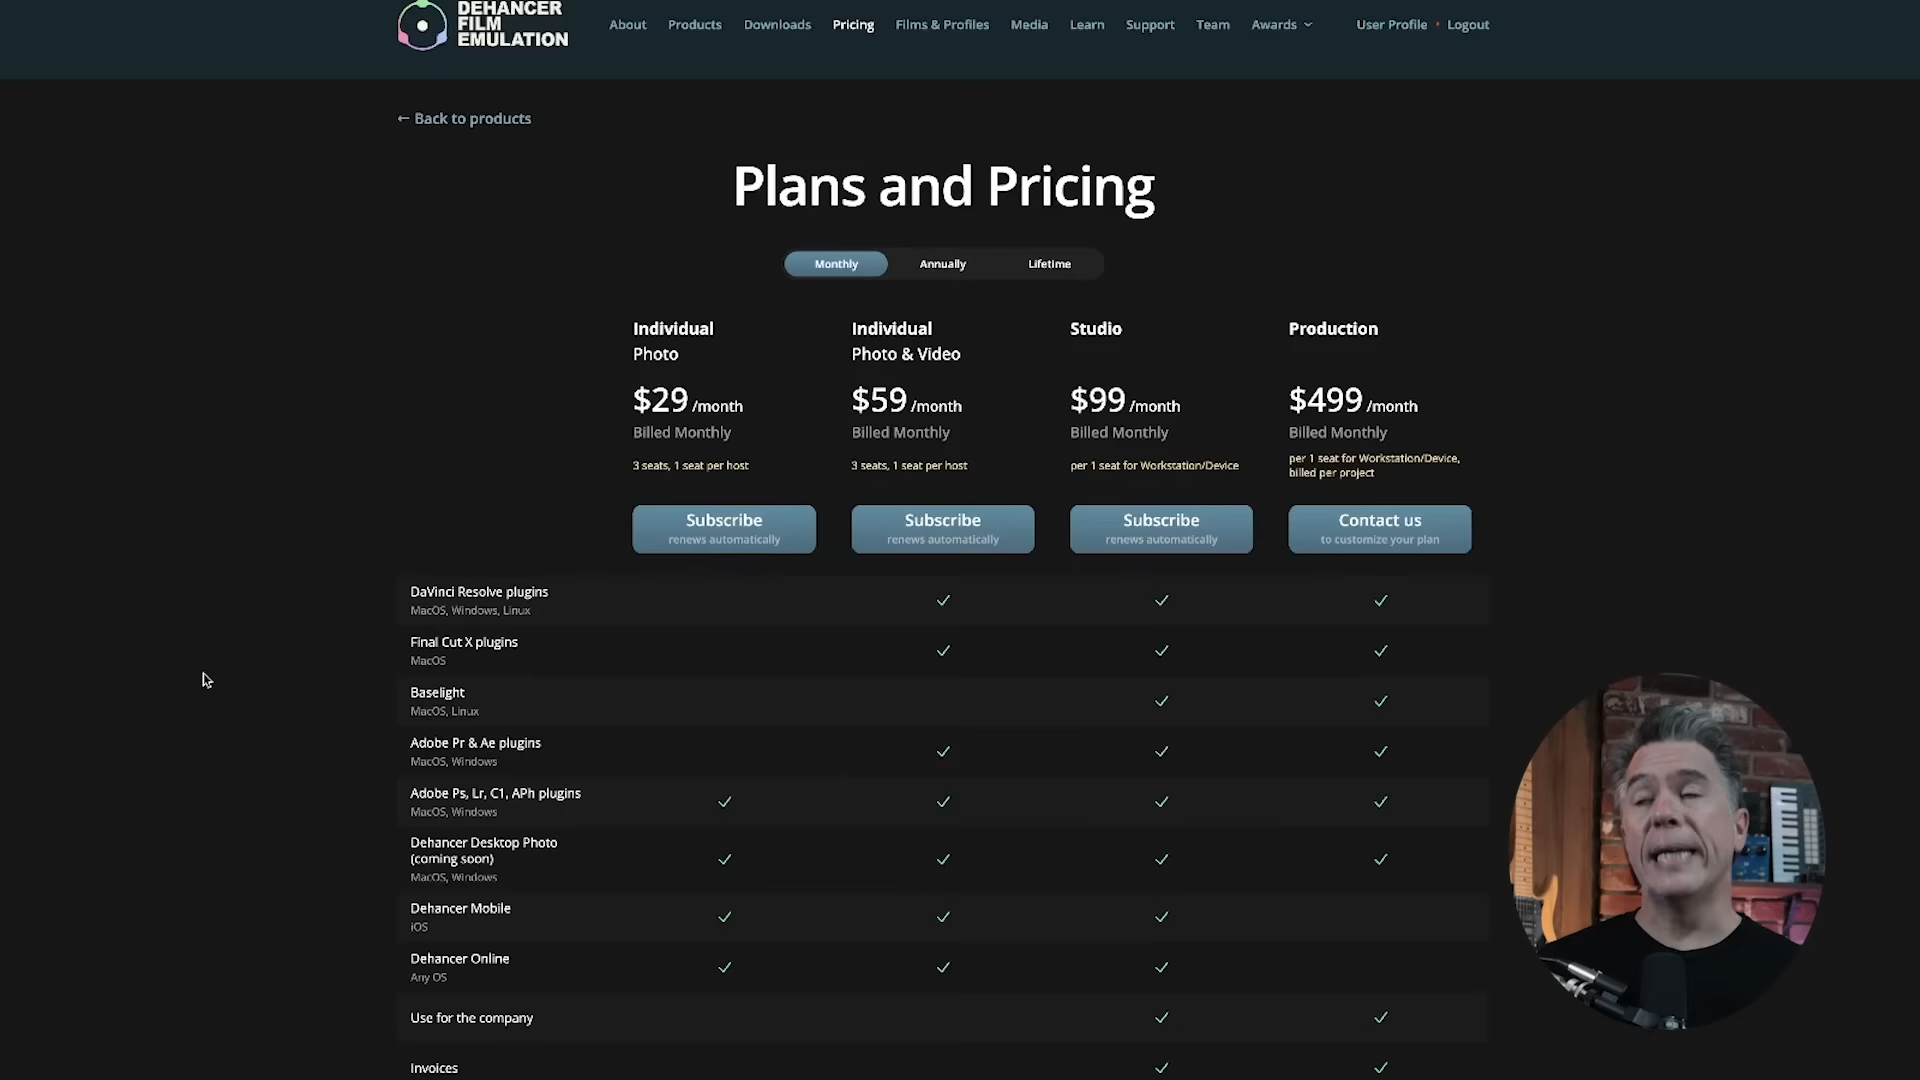 DEHANCER
FILM
EMULATION
About Products Downloads Pricing Films & Profiles Media Learn Support Team Awards User Profile • Logout
← Back to products
Plans and Pricing
Monthly Annually Lifetime
Individual Individual Studio Production
Photo Photo & Video
$29 /month $59 /month $99 /month $499 /month
Billed Monthly Billed Monthly Billed Monthly Billed Monthly
3 seats, 1 seat per host 3 seats, 1 seat per host per 1 seat for Workstation/Device per 1 seat for Workstation/Device,
billed per project
Subscribe Subscribe Subscribe Contact us
renews automatically renews automatically renews automatically to customize your plan
DaVinci Resolve plugins
MacOS, Windows, Linux
Final Cut X plugins
MacOS
Baselight
MacOS, Linux
Adobe Pr & Ae plugins
MacOS, Windows
Adobe Ps, Lr, C1, APh plugins
MacOS, Windows
Dehancer Desktop Photo
(coming soon)
MacOS, Windows
Dehancer Mobile
iOS
Dehancer Online
Any OS
Use for the company
Invoices